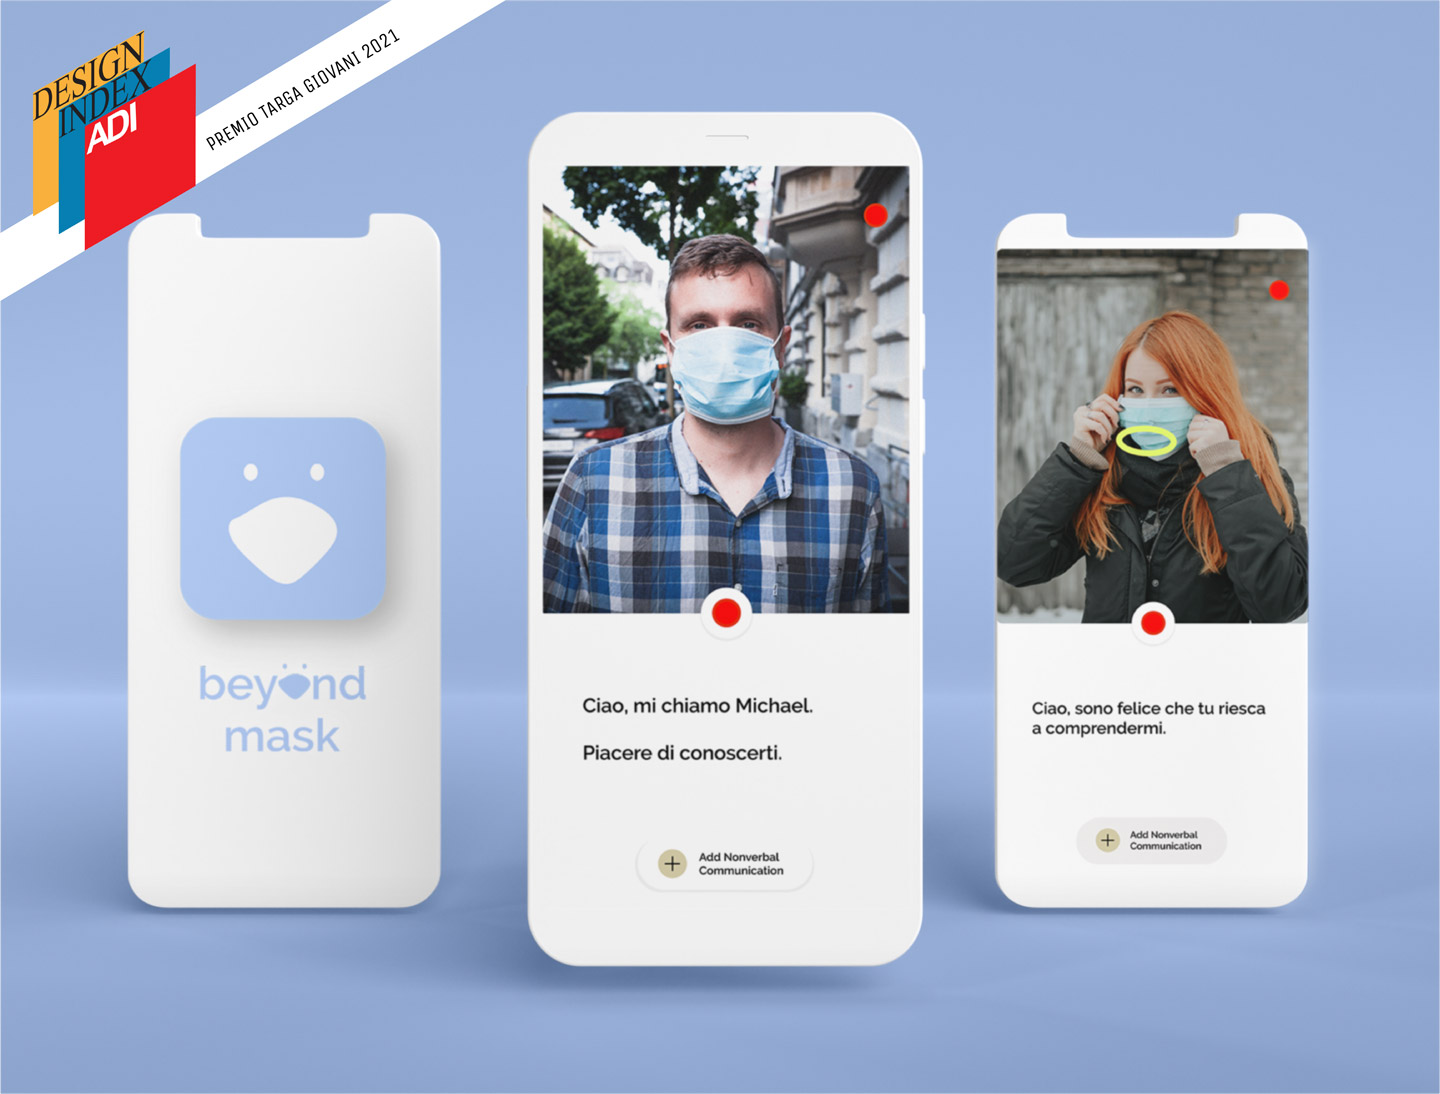 DESIGN
INDEX
ADI
PREMIO TARGA GIOVANI 2021
beyond
mask
Ciao, mi chiamo Michael.
Piacere di conoscerti.
Add Nonverbal
Communication
Ciao, sono felice che tu riesca
a comprendermi.
Add Nonverbal
Communication